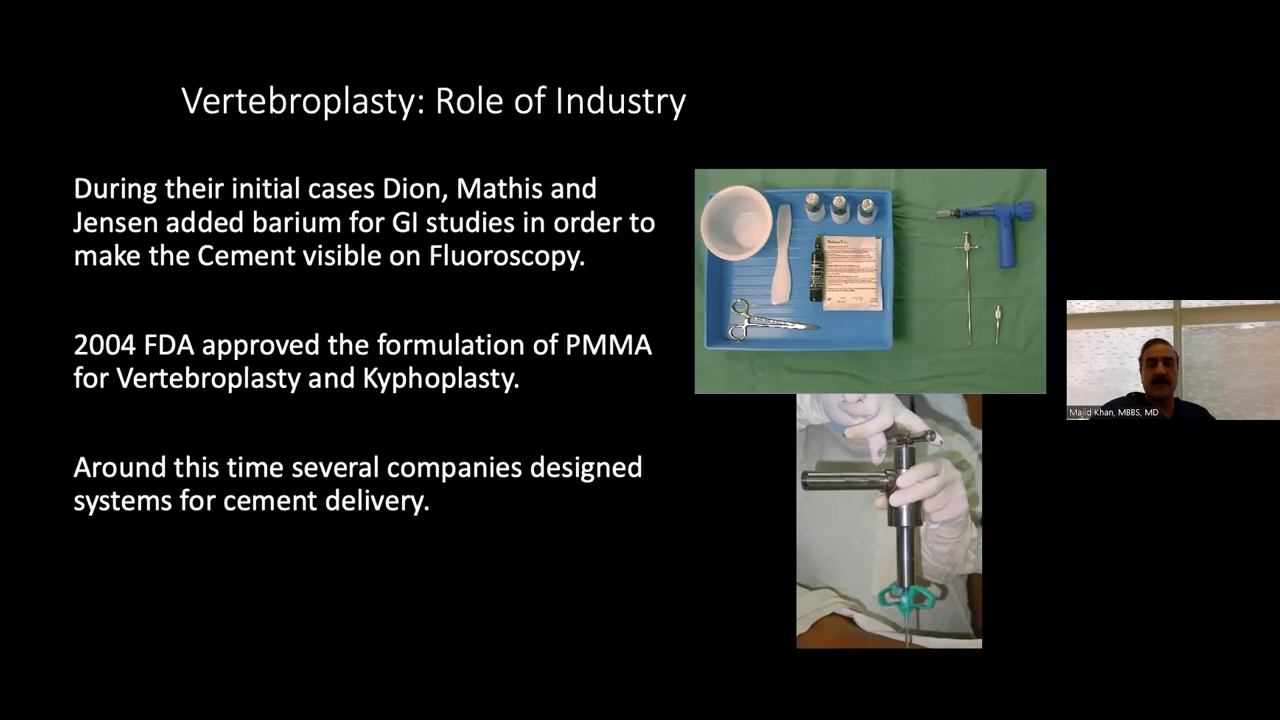 Vertebroplasty: Role of Industry
During their initial cases Dion, Mathis and
Jensen added barium for GI studies in order to
make the Cement visible on Fluoroscopy.
2004 FDA approved the formulation of PMMA
for Vertebroplasty and Kyphoplasty.
Around this time several companies designed
systems for cement delivery.
Majid Khan, MBBS, MD